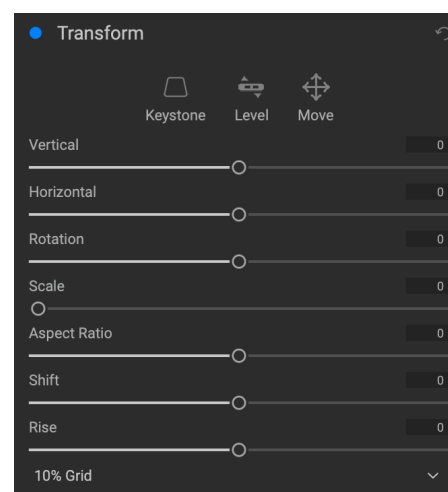 Transform
Keystone Level Move
Vertical 0
Horizontal 0
Rotation 0
Scale 0
Aspect Ratio 0
Shift 0
Rise 0
10% Grid